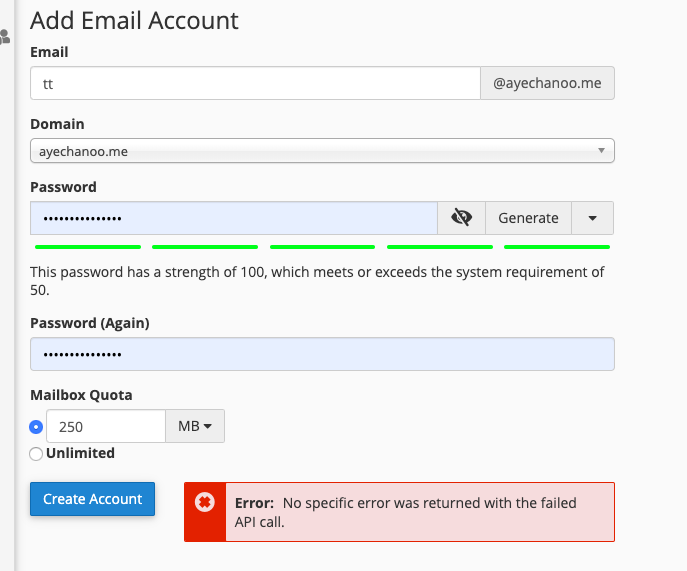 Add Email Account
Email
tt @ayechanoo.me
Domain
ayechanoo.me
Password
••••••••••••••• Generate
This password has a strength of 100, which meets or exceeds the system requirement of
50.
Password (Again)
•••••••••••••••
Mailbox Quota
250 MB
Unlimited
Create Account
Error: No specific error was returned with the failed
API call.